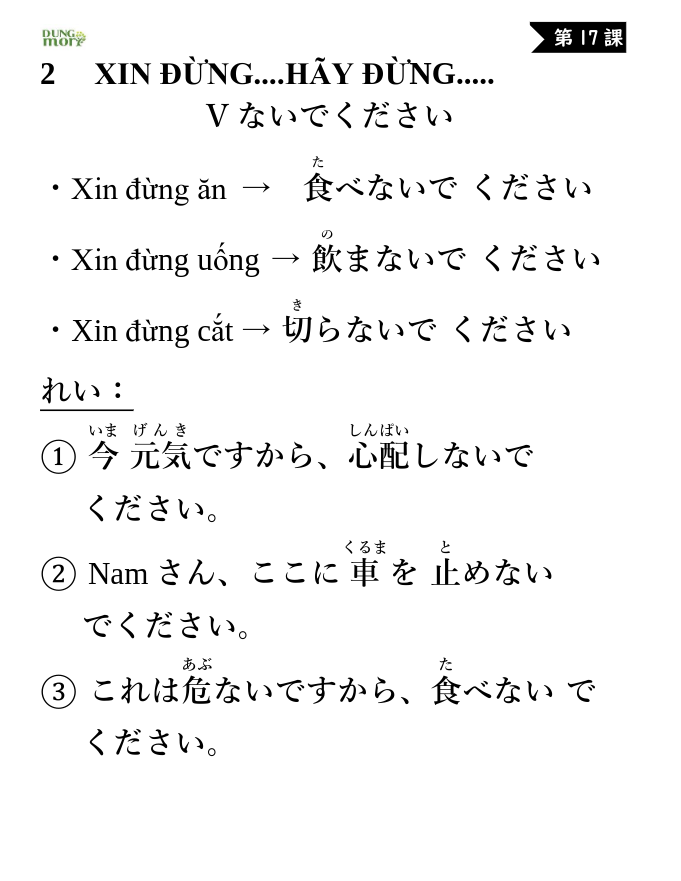 DUNG
mori
第17課
2 XIN ĐỪNG....HÃY ĐỪNG.....
V ないでください
た
・Xin đừng ăn → 食べないで ください
の
・Xin đừng uống → 飲まないで ください
き
・Xin đừng cắt → 切らないで ください
れい：
いま げんき しんぱい
① 今 元気ですから、心配しないで
ください。
くるま と
② Nam さん、ここに 車 を 止めない
でください。
あぶ た
③ これは危ないですから、食べない で
ください。